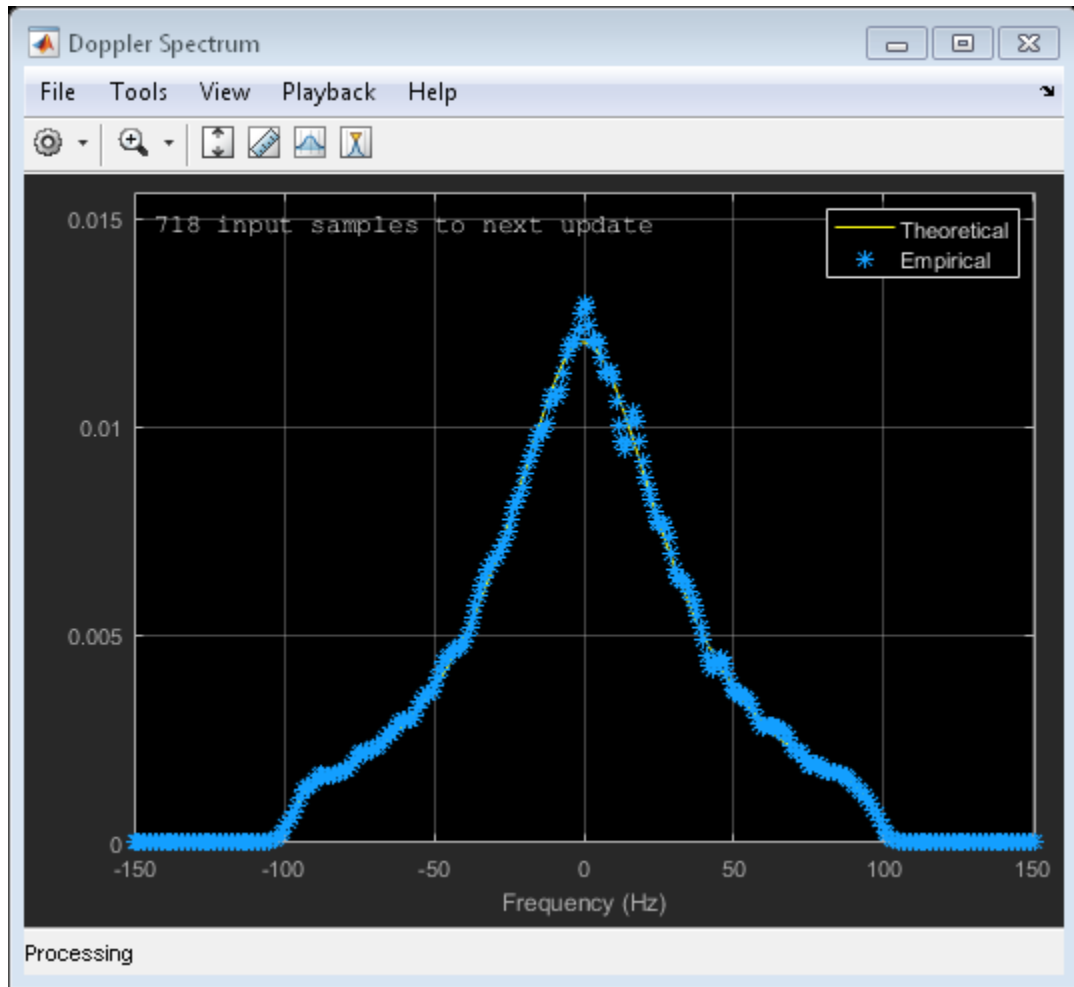 Doppler Spectrum
File Tools View Playback Help
0.015
718 input samples to next update
Theoretical
Empirical
0.01
0.005
0
-150 -100 -50 0 50 100 150
Frequency (Hz)
Processing